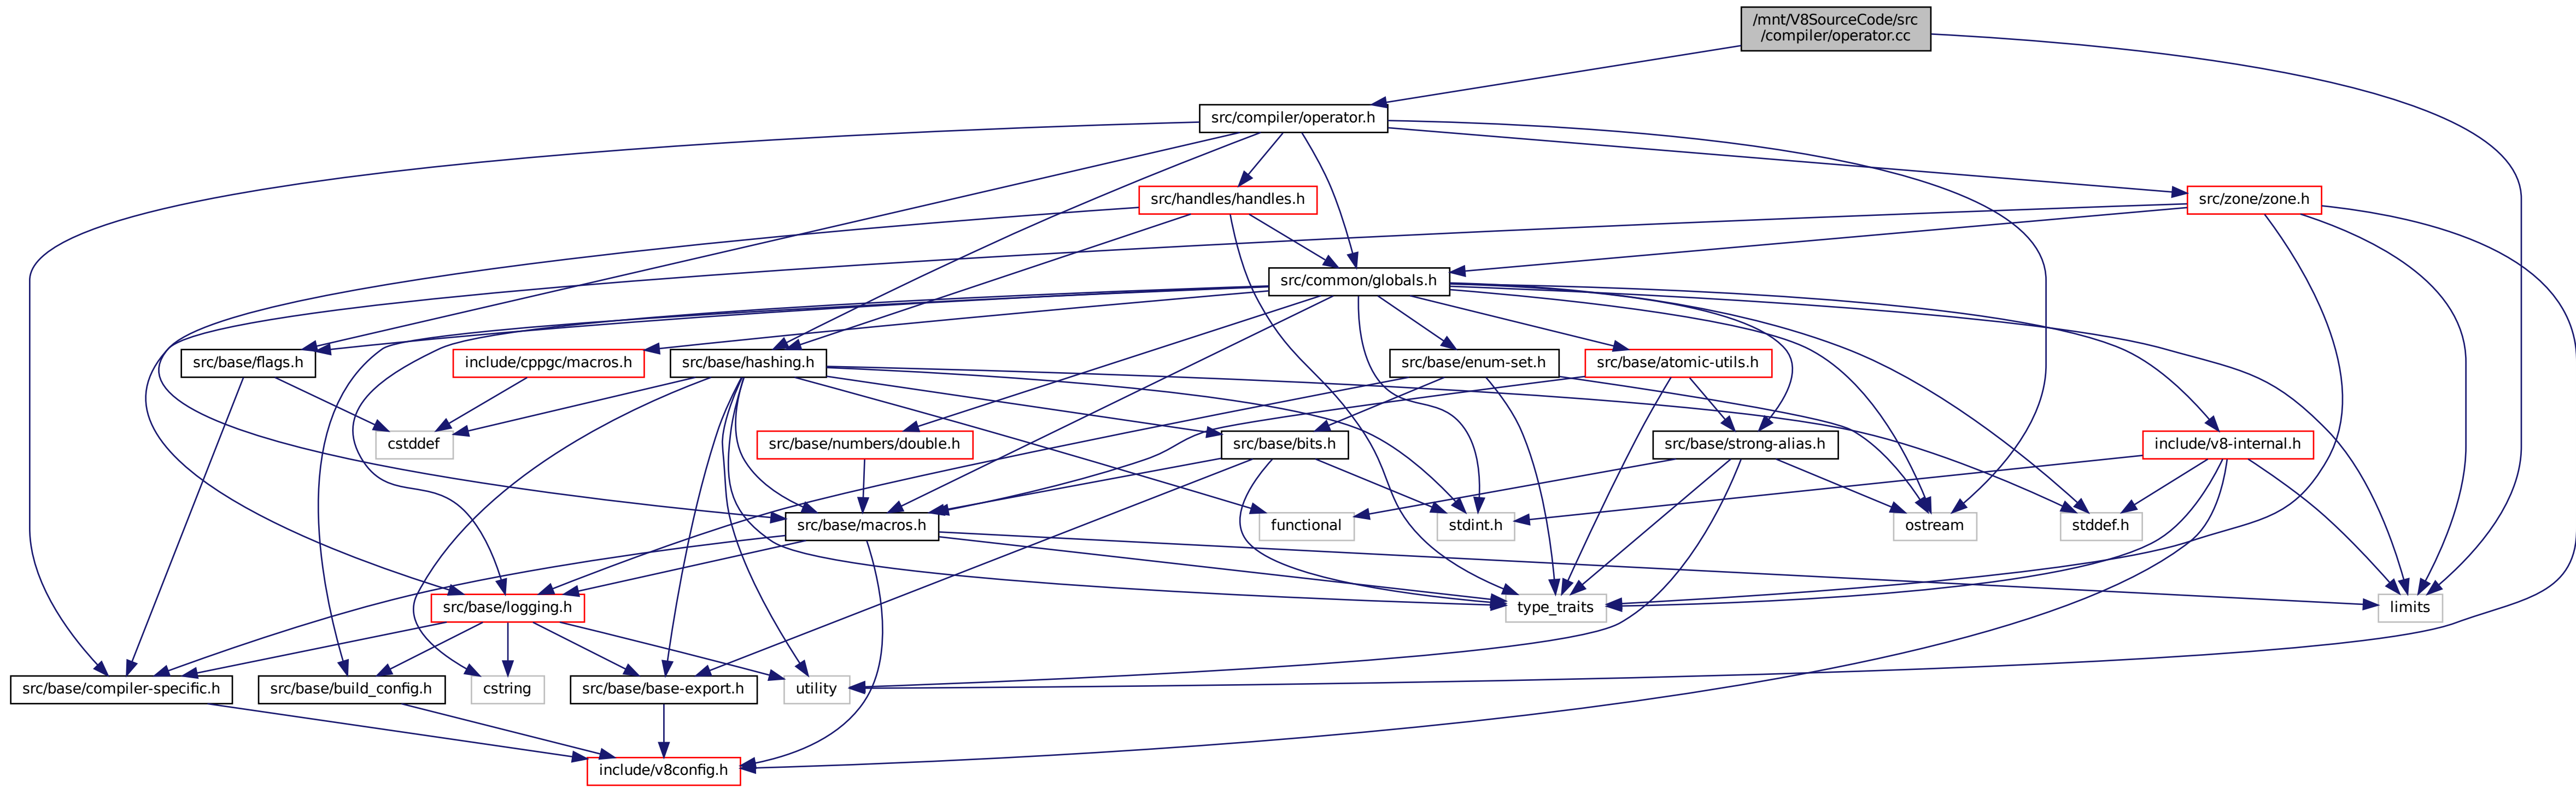 /mnt/V8SourceCode/src
/compiler/operator.cc
src/compiler/operator.h
src/handles/handles.h
src/zone/zone.h
src/common/globals.h
src/base/flags.h
include/cppgc/macros.h
src/base/hashing.h
src/base/enum-set.h
src/base/atomic-utils.h
cstddef
src/base/numbers/double.h
src/base/bits.h
src/base/strong-alias.h
include/v8-internal.h
src/base/macros.h
functional
stdint.h
ostream
stddef.h
src/base/logging.h
type_traits
limits
src/base/compiler-specific.h
src/base/build_config.h
cstring
src/base/base-export.h
utility
include/v8config.h